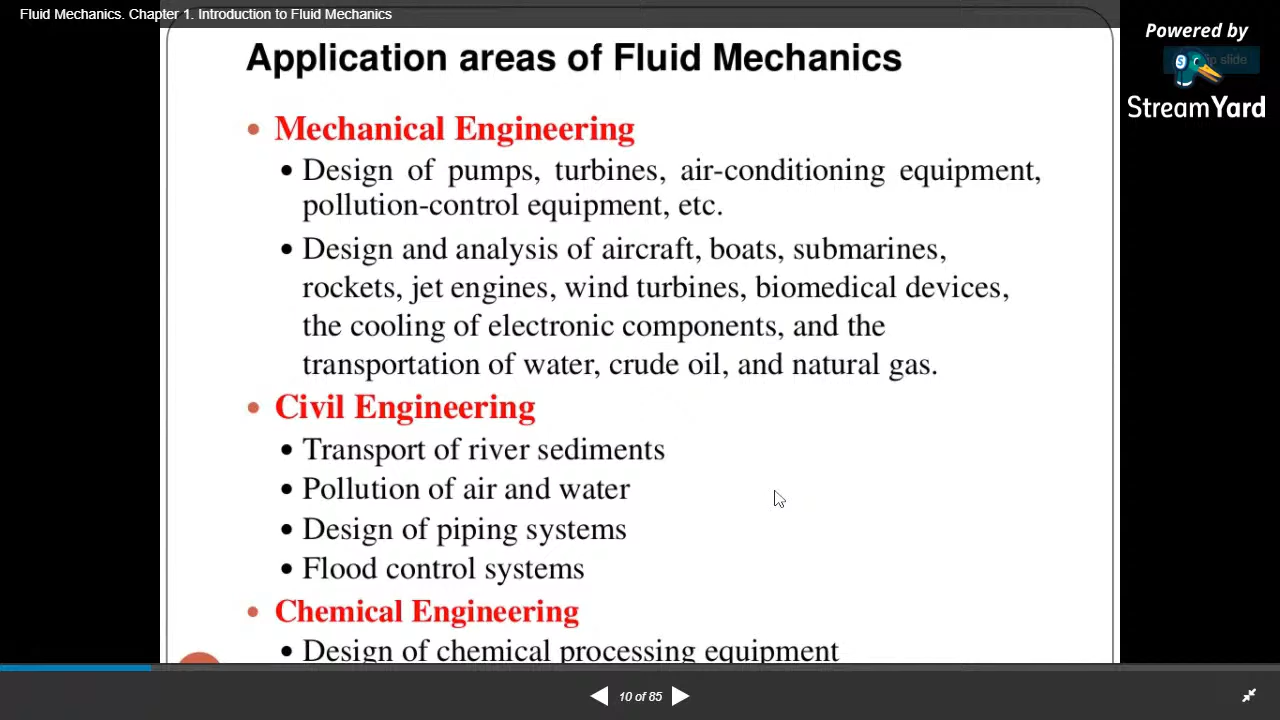 Fluid Mechanics. Chapter 1. Introduction to Fluid Mechanics
Application areas of Fluid Mechanics
Powered by
StreamYard
• Mechanical Engineering
• Design of pumps, turbines, air-conditioning equipment,
pollution-control equipment, etc.
• Design and analysis of aircraft, boats, submarines,
rockets, jet engines, wind turbines, biomedical devices,
the cooling of electronic components, and the
transportation of water, crude oil, and natural gas.
• Civil Engineering
• Transport of river sediments
• Pollution of air and water
• Design of piping systems
• Flood control systems
• Chemical Engineering
• Design of chemical processing equipment
10 of 85